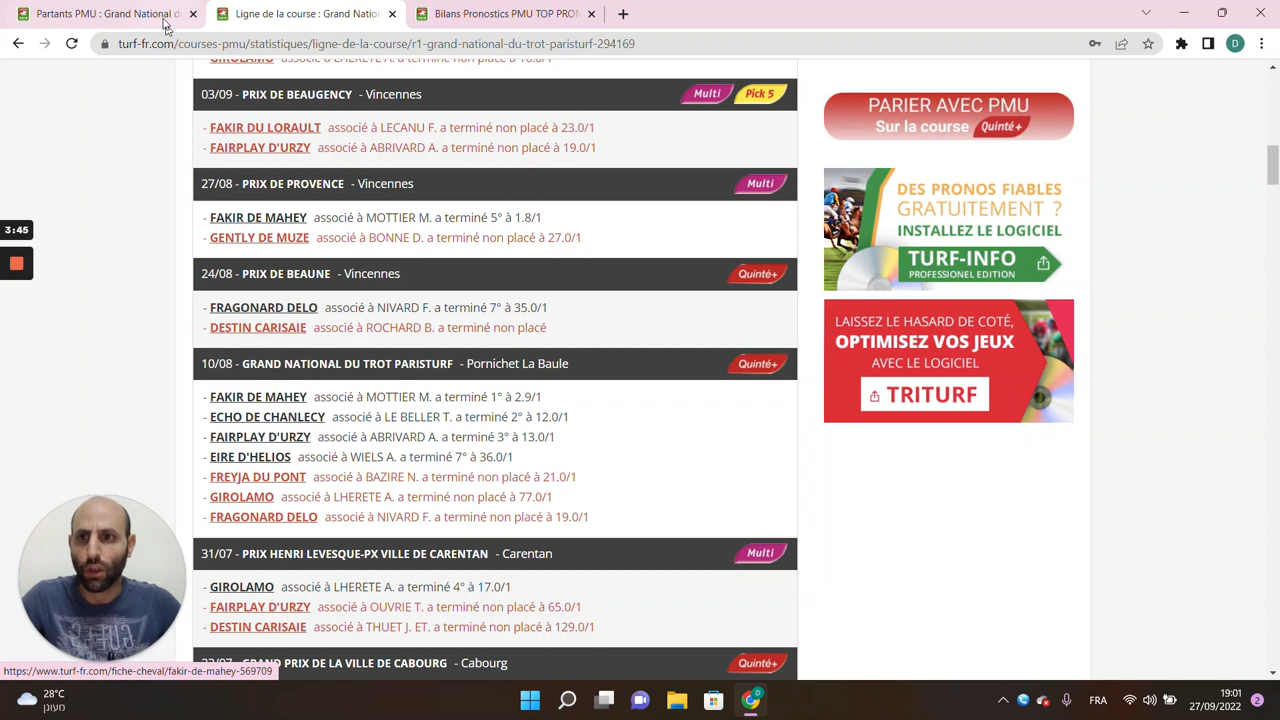 Partants PMU : Grand National d
Ligne de la course : Grand Nation
Bilans Pronostics PMU TOP PRON
turf-fr.com/courses-pmu/statistiques/ligne-de-la-course/r1-grand-national-du-trot-paristurf-294169
D
GIROLAMO associé à LHERETE A. a terminé non placé à 16.0/1
03/09 - PRIX DE BEAUGENCY - Vincennes
Multi Pick 5
- FAKIR DU LORAULT associé à LECANU F. a terminé non placé à 23.0/1
- FAIRPLAY D'URZY associé à ABRIVARD A. a terminé non placé à 19.0/1
27/08 - PRIX DE PROVENCE - Vincennes
Multi
- FAKIR DE MAHEY associé à MOTTIER M. a terminé 5° à 1.8/1
- GENTLY DE MUZE associé à BONNE D. a terminé non placé à 27.0/1
24/08 - PRIX DE BEAUNE - Vincennes
Quinté+
- FRAGONARD DELO associé à NIVARD F. a terminé 7° à 35.0/1
- DESTIN CARISAIE associé à ROCHARD B. a terminé non placé
10/08 - GRAND NATIONAL DU TROT PARISTURF - Pornichet La Baule
Quinté+
- FAKIR DE MAHEY associé à MOTTIER M. a terminé 1° à 2.9/1
- ECHO DE CHANLECY associé à LE BELLER T. a terminé 2° à 12.0/1
- FAIRPLAY D'URZY associé à ABRIVARD A. a terminé 3° à 13.0/1
- EIRE D'HELIOS associé à WIELS A. a terminé 7° à 36.0/1
- FREYJA DU PONT associé à BAZIRE N. a terminé non placé à 21.0/1
- GIROLAMO associé à LHERETE A. a terminé non placé à 77.0/1
- FRAGONARD DELO associé à NIVARD F. a terminé non placé à 19.0/1
31/07 - PRIX HENRI LEVESQUE-PX VILLE DE CARENTAN - Carentan
Multi
- GIROLAMO associé à LHERETE A. a terminé 4° à 17.0/1
- FAIRPLAY D'URZY associé à OUVRIE T. a terminé non placé à 65.0/1
- DESTIN CARISAIE associé à THUET J. ET. a terminé non placé à 129.0/1
GRAND PRIX DE LA VILLE DE CABOURG - Cabourg
Quinté+
PARIER AVEC PMU
Sur la course Quinté+
DES PRONOS FIABLES
GRATUITEMENT ?
INSTALLEZ LE LOGICIEL
TURF-INFO
PROFESSIONEL EDITION
LAISSEZ LE HASARD DE COTÉ,
OPTIMISEZ VOS JEUX
AVEC LE LOGICIEL
TRITURF
3:45
https://www.turf-fr.com/fiche-cheval/fakir-de-mahey-569709
28°C
מעונן
D
FRA
19:01
27/09/2022
2